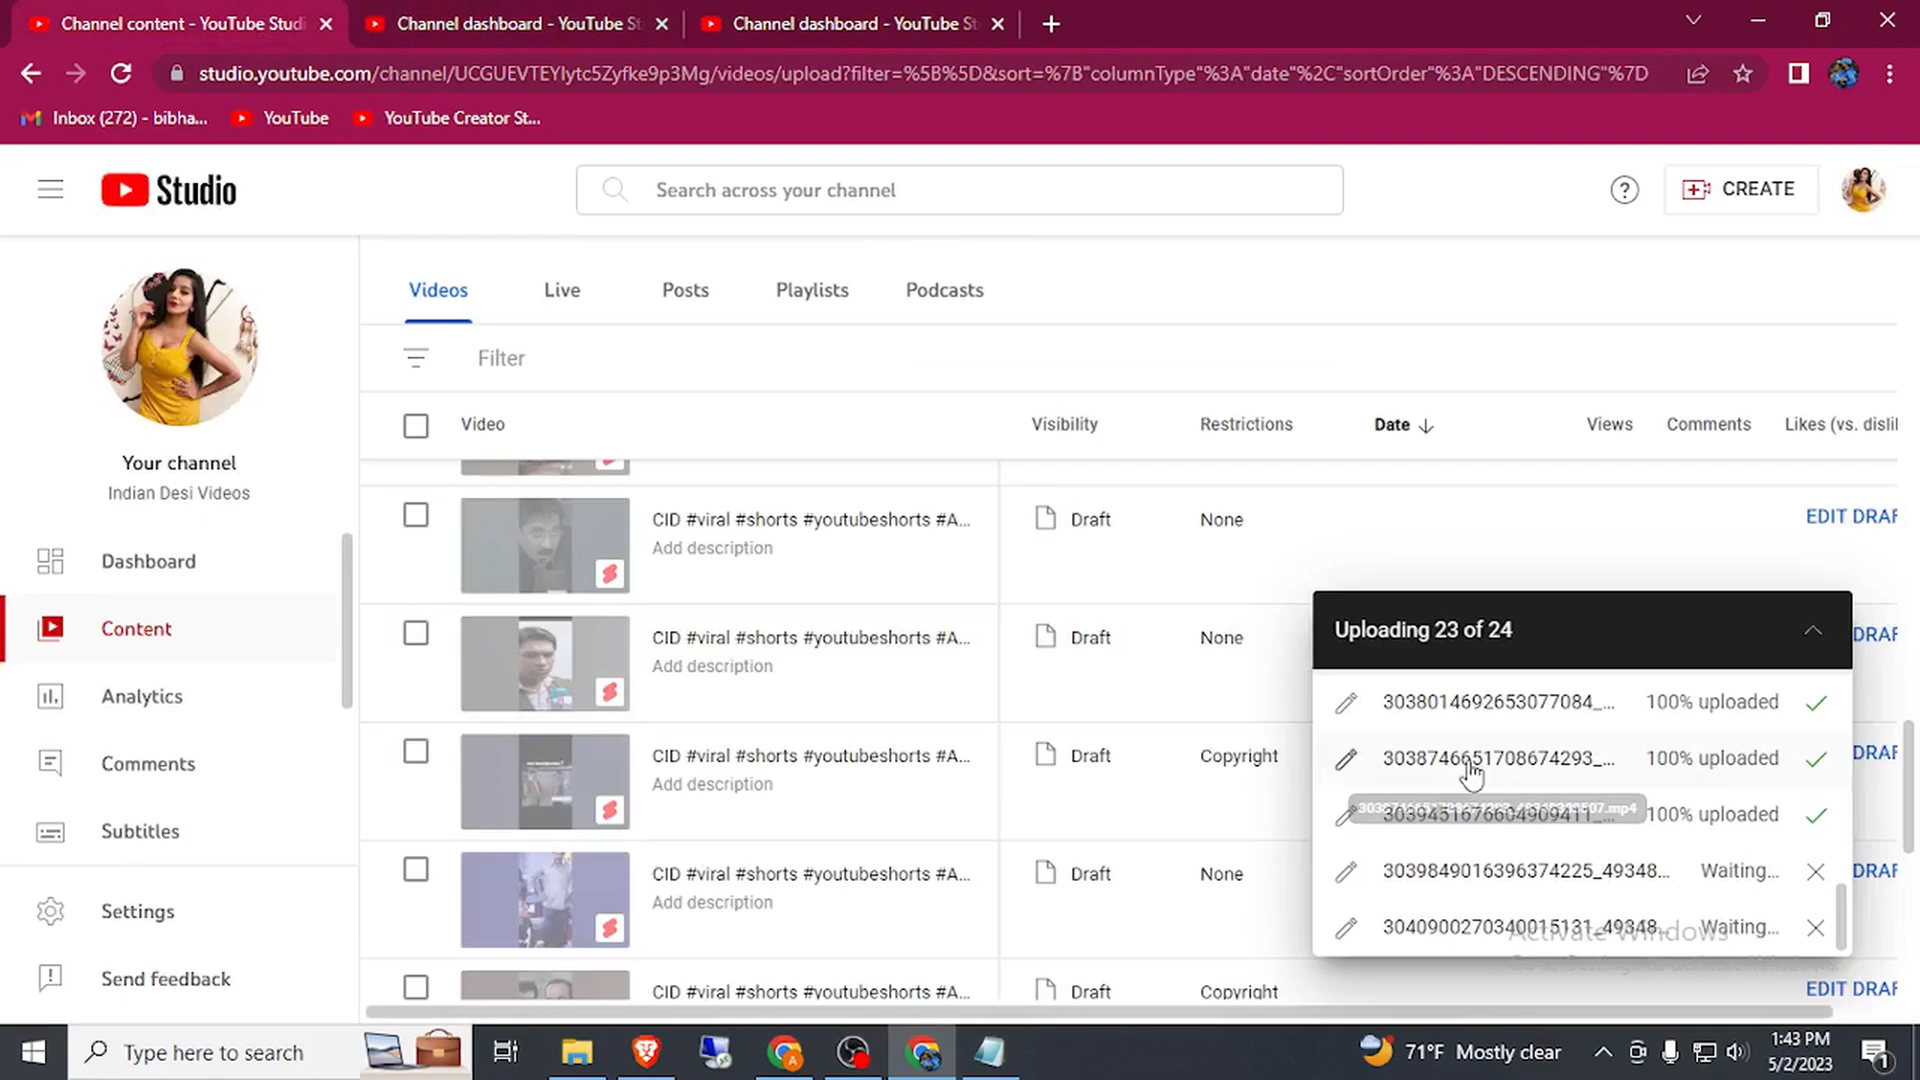 Channel content - YouTube Studi
Channel dashboard - YouTube St
Channel dashboard - YouTube St
studio.youtube.com/channel/UCGUEVTEYlytc5Zyfke9p3Mg/videos/upload?filter=%5B%5D&sort=%7B"columnType"%3A"date"%2C"sortOrder"%3A"DESCENDING"%7D
Inbox (272) - bibha...
YouTube
YouTube Creator St...
Studio
Search across your channel
CREATE
Your channel
Indian Desi Videos
Dashboard
Content
Analytics
Comments
Subtitles
Settings
Send feedback
Videos Live Posts Playlists Podcasts
Filter
Video Visibility Restrictions Date Views Comments Likes (vs. disli
CID #viral #shorts #youtubeshorts #A... Draft None EDIT DRAF
Add description
CID #viral #shorts #youtubeshorts #A... Draft None DRAF
Add description
CID #viral #shorts #youtubeshorts #A... Draft Copyright DRAF
Add description
CID #viral #shorts #youtubeshorts #A... Draft None DRAF
Add description
CID #viral #shorts #youtubeshorts #A... Draft Copyright EDIT DRAF
Uploading 23 of 24
3038014692653077084_... 100% uploaded
3038746651708674293_... 100% uploaded
3039451676604909411_... 100% uploaded
3039849016396374225_49348... Waiting...
3040900270340015131_49348... Waiting...
Activate Windows
Type here to search
71°F Mostly clear
1:43 PM
5/2/2023
1